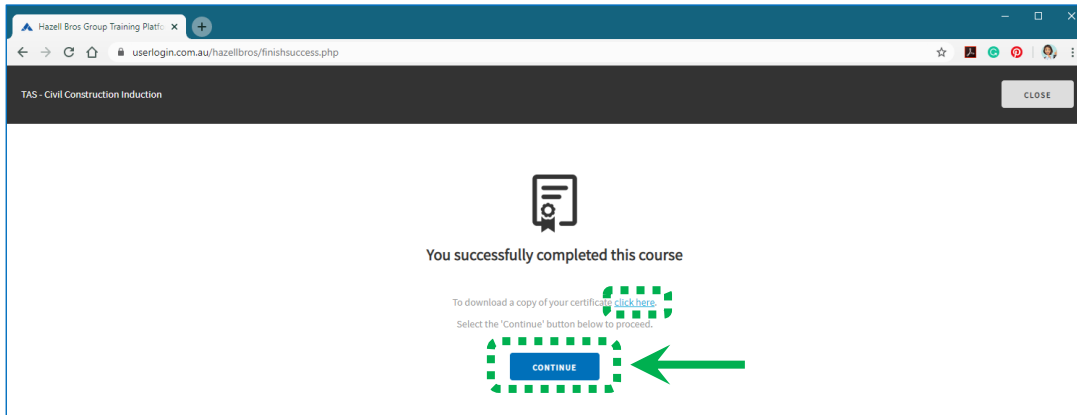 Hazell Bros Group Training Platfo
userlogin.com.au/hazellbros/finishsuccess.php
TAS - Civil Construction Induction
CLOSE
You successfully completed this course
To download a copy of your certificate click here.
Select the 'Continue' button below to proceed.
CONTINUE